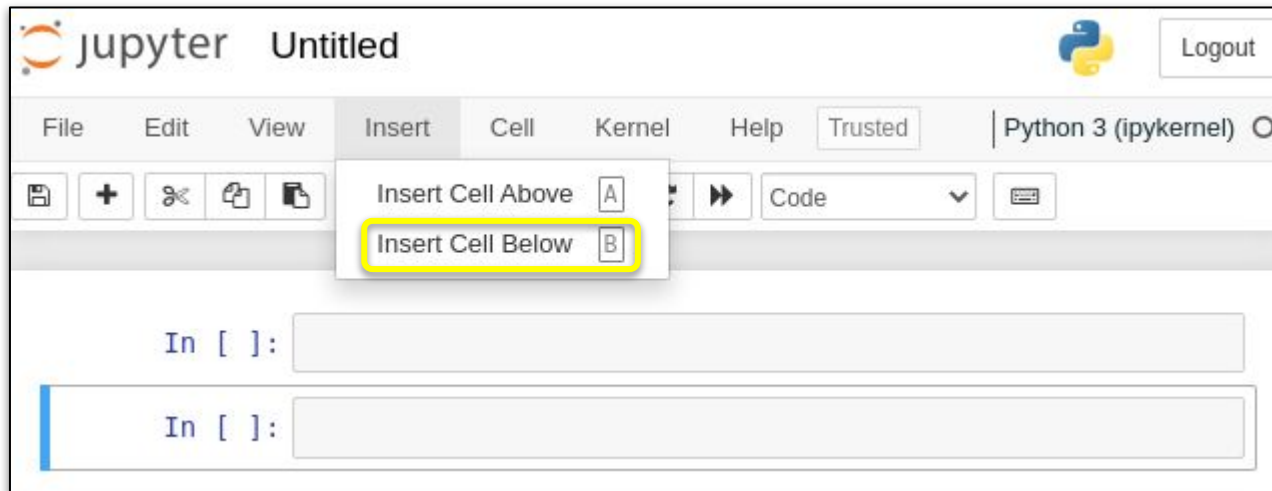 jupyter Untitled Logout
File Edit View Insert Cell Kernel Help Trusted Python 3 (ipykernel)
Code
Insert Cell Above A
Insert Cell Below B
In [ ]:
In [ ]: